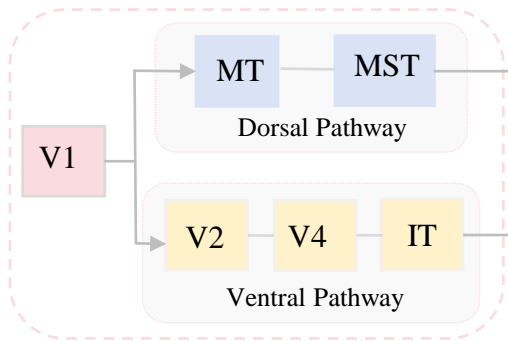 MT MST
Dorsal Pathway
V1
V2 V4 IT
Ventral Pathway